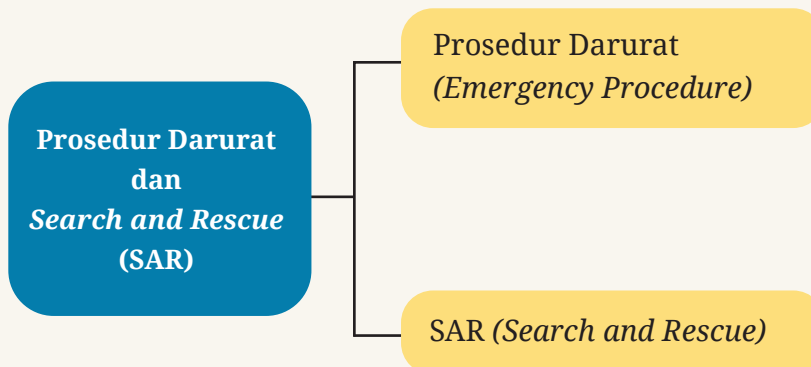 Prosedur Darurat
dan
Search and Rescue
(SAR)
Prosedur Darurat
(Emergency Procedure)
SAR (Search and Rescue)